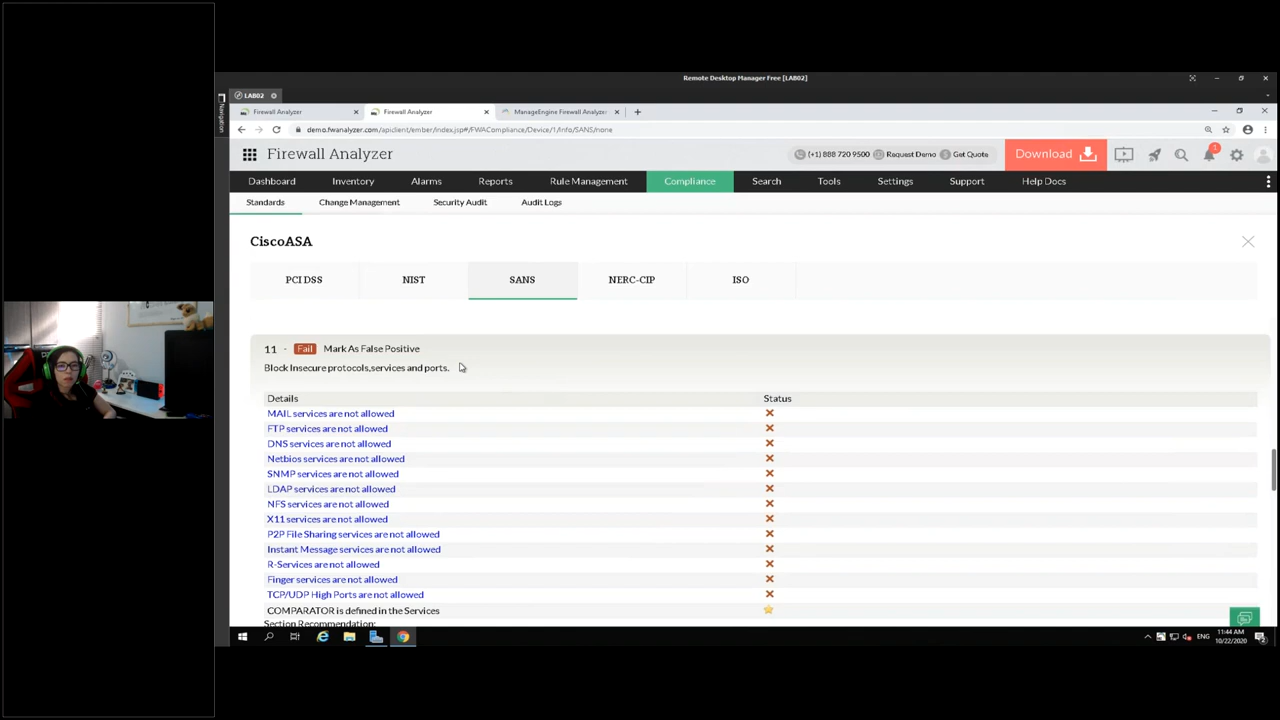 Remote Desktop Manager Free [LAB02]
Navigation
LAB02
Firewall Analyzer
Firewall Analyzer
ManageEngine Firewall Analyzer
demo.fwanalyzer.com/apiclient/ember/index.jsp#/FWACompliance/Device/1/Info/SANS/none
Firewall Analyzer
(+1) 888 720 9500
Request Demo
Get Quote
Download
1
Dashboard
Inventory
Alarms
Reports
Rule Management
Compliance
Search
Tools
Settings
Support
Help Docs
Standards
Change Management
Security Audit
Audit Logs
CiscoASA
PCI DSS
NIST
SANS
NERC-CIP
ISO
11 - Fail Mark As False Positive
Block Insecure protocols,services and ports.
Details Status
MAIL services are not allowed
FTP services are not allowed
DNS services are not allowed
Netbios services are not allowed
SNMP services are not allowed
LDAP services are not allowed
NFS services are not allowed
X11 services are not allowed
P2P File Sharing services are not allowed
Instant Message services are not allowed
R-Services are not allowed
Finger services are not allowed
TCP/UDP High Ports are not allowed
COMPARATOR is defined in the Services
Section Recommendation:
ENG
11:44 AM
10/22/2020